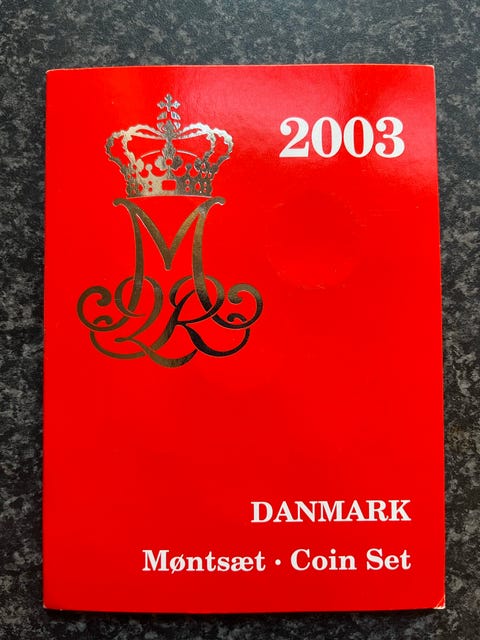 2003
DANMARK
Møntsæt · Coin Set